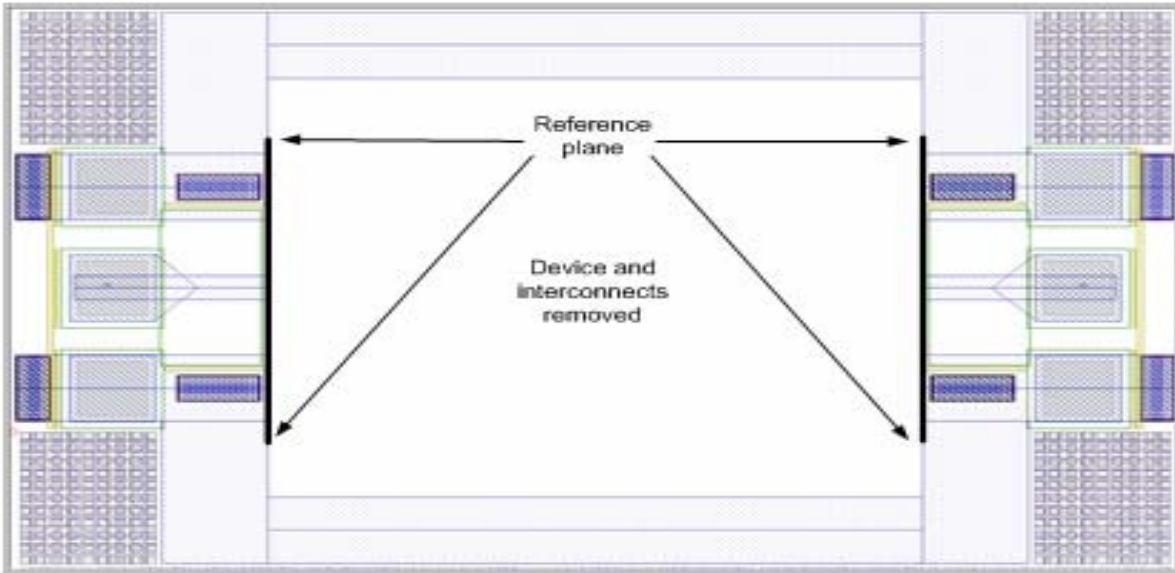 Reference
plane
Device and
interconnects
removed